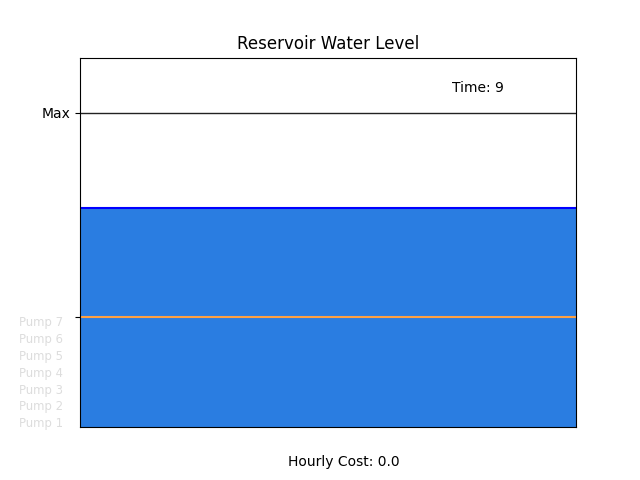 Reservoir Water Level
Time: 9
Max
Pump 7
Pump 6
Pump 5
Pump 4
Pump 3
Pump 2
Pump 1
Hourly Cost: 0.0